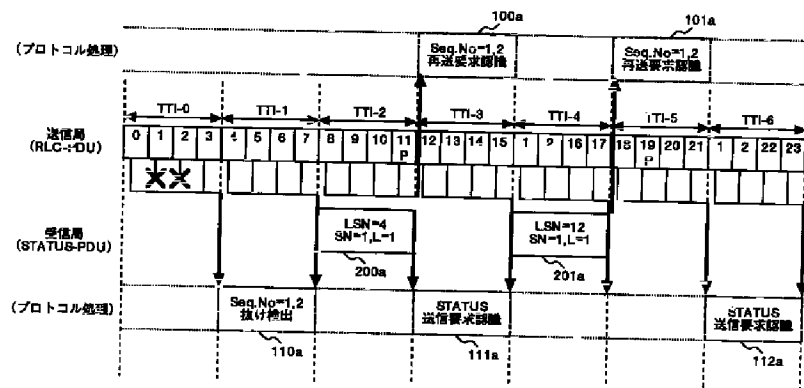 100a
101a
(プロトコル処理)
Seq.No=1,2
再送要求認識
Seq.No=1,2
再送要求認識
TTI-0
TTI-1
TTI-2
TTI-3
TTI-4
TTI-5
TTI-6
送信局
(RLC-PDU)
0 1 2 3 4 5 6 7 8 9 10 11 12 13 14 15 1 2 16 17 18 19 20 21 1 2 22 23
P
P
受信局
(STATUS-PDU)
LSN=4
SN=1,L=1
LSN=12
SN=1,L=1
200a
201a
(プロトコル処理)
Seq.No=1,2
抜け検出
STATUS
送信要求認識
STATUS
送信要求認識
110a
111a
112a